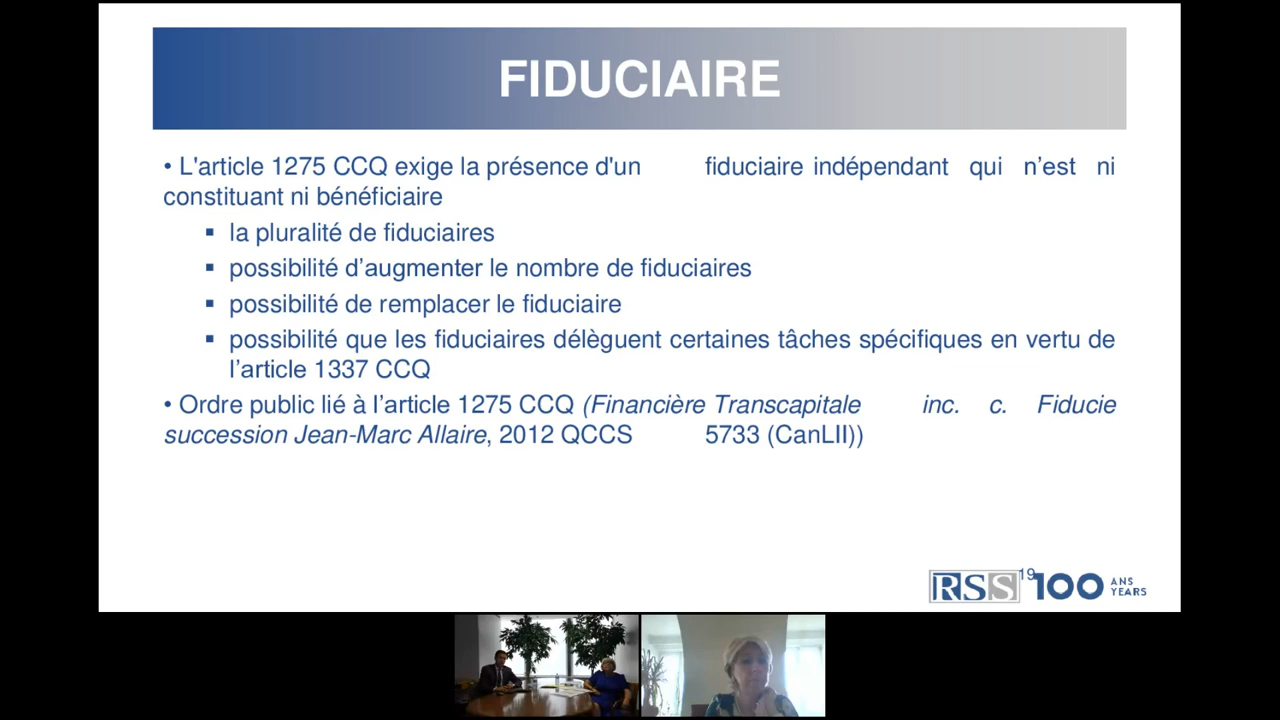 FIDUCIAIRE
• L'article 1275 CCQ exige la présence d'un fiduciaire indépendant qui n’est ni
constituant ni bénéficiaire
▪ la pluralité de fiduciaires
▪ possibilité d’augmenter le nombre de fiduciaires
▪ possibilité de remplacer le fiduciaire
▪ possibilité que les fiduciaires délèguent certaines tâches spécifiques en vertu de
l’article 1337 CCQ
• Ordre public lié à l’article 1275 CCQ (Financière Transcapitale inc. c. Fiducie
succession Jean-Marc Allaire, 2012 QCCS 5733 (CanLII))
19
RSS 100 ANS
YEARS